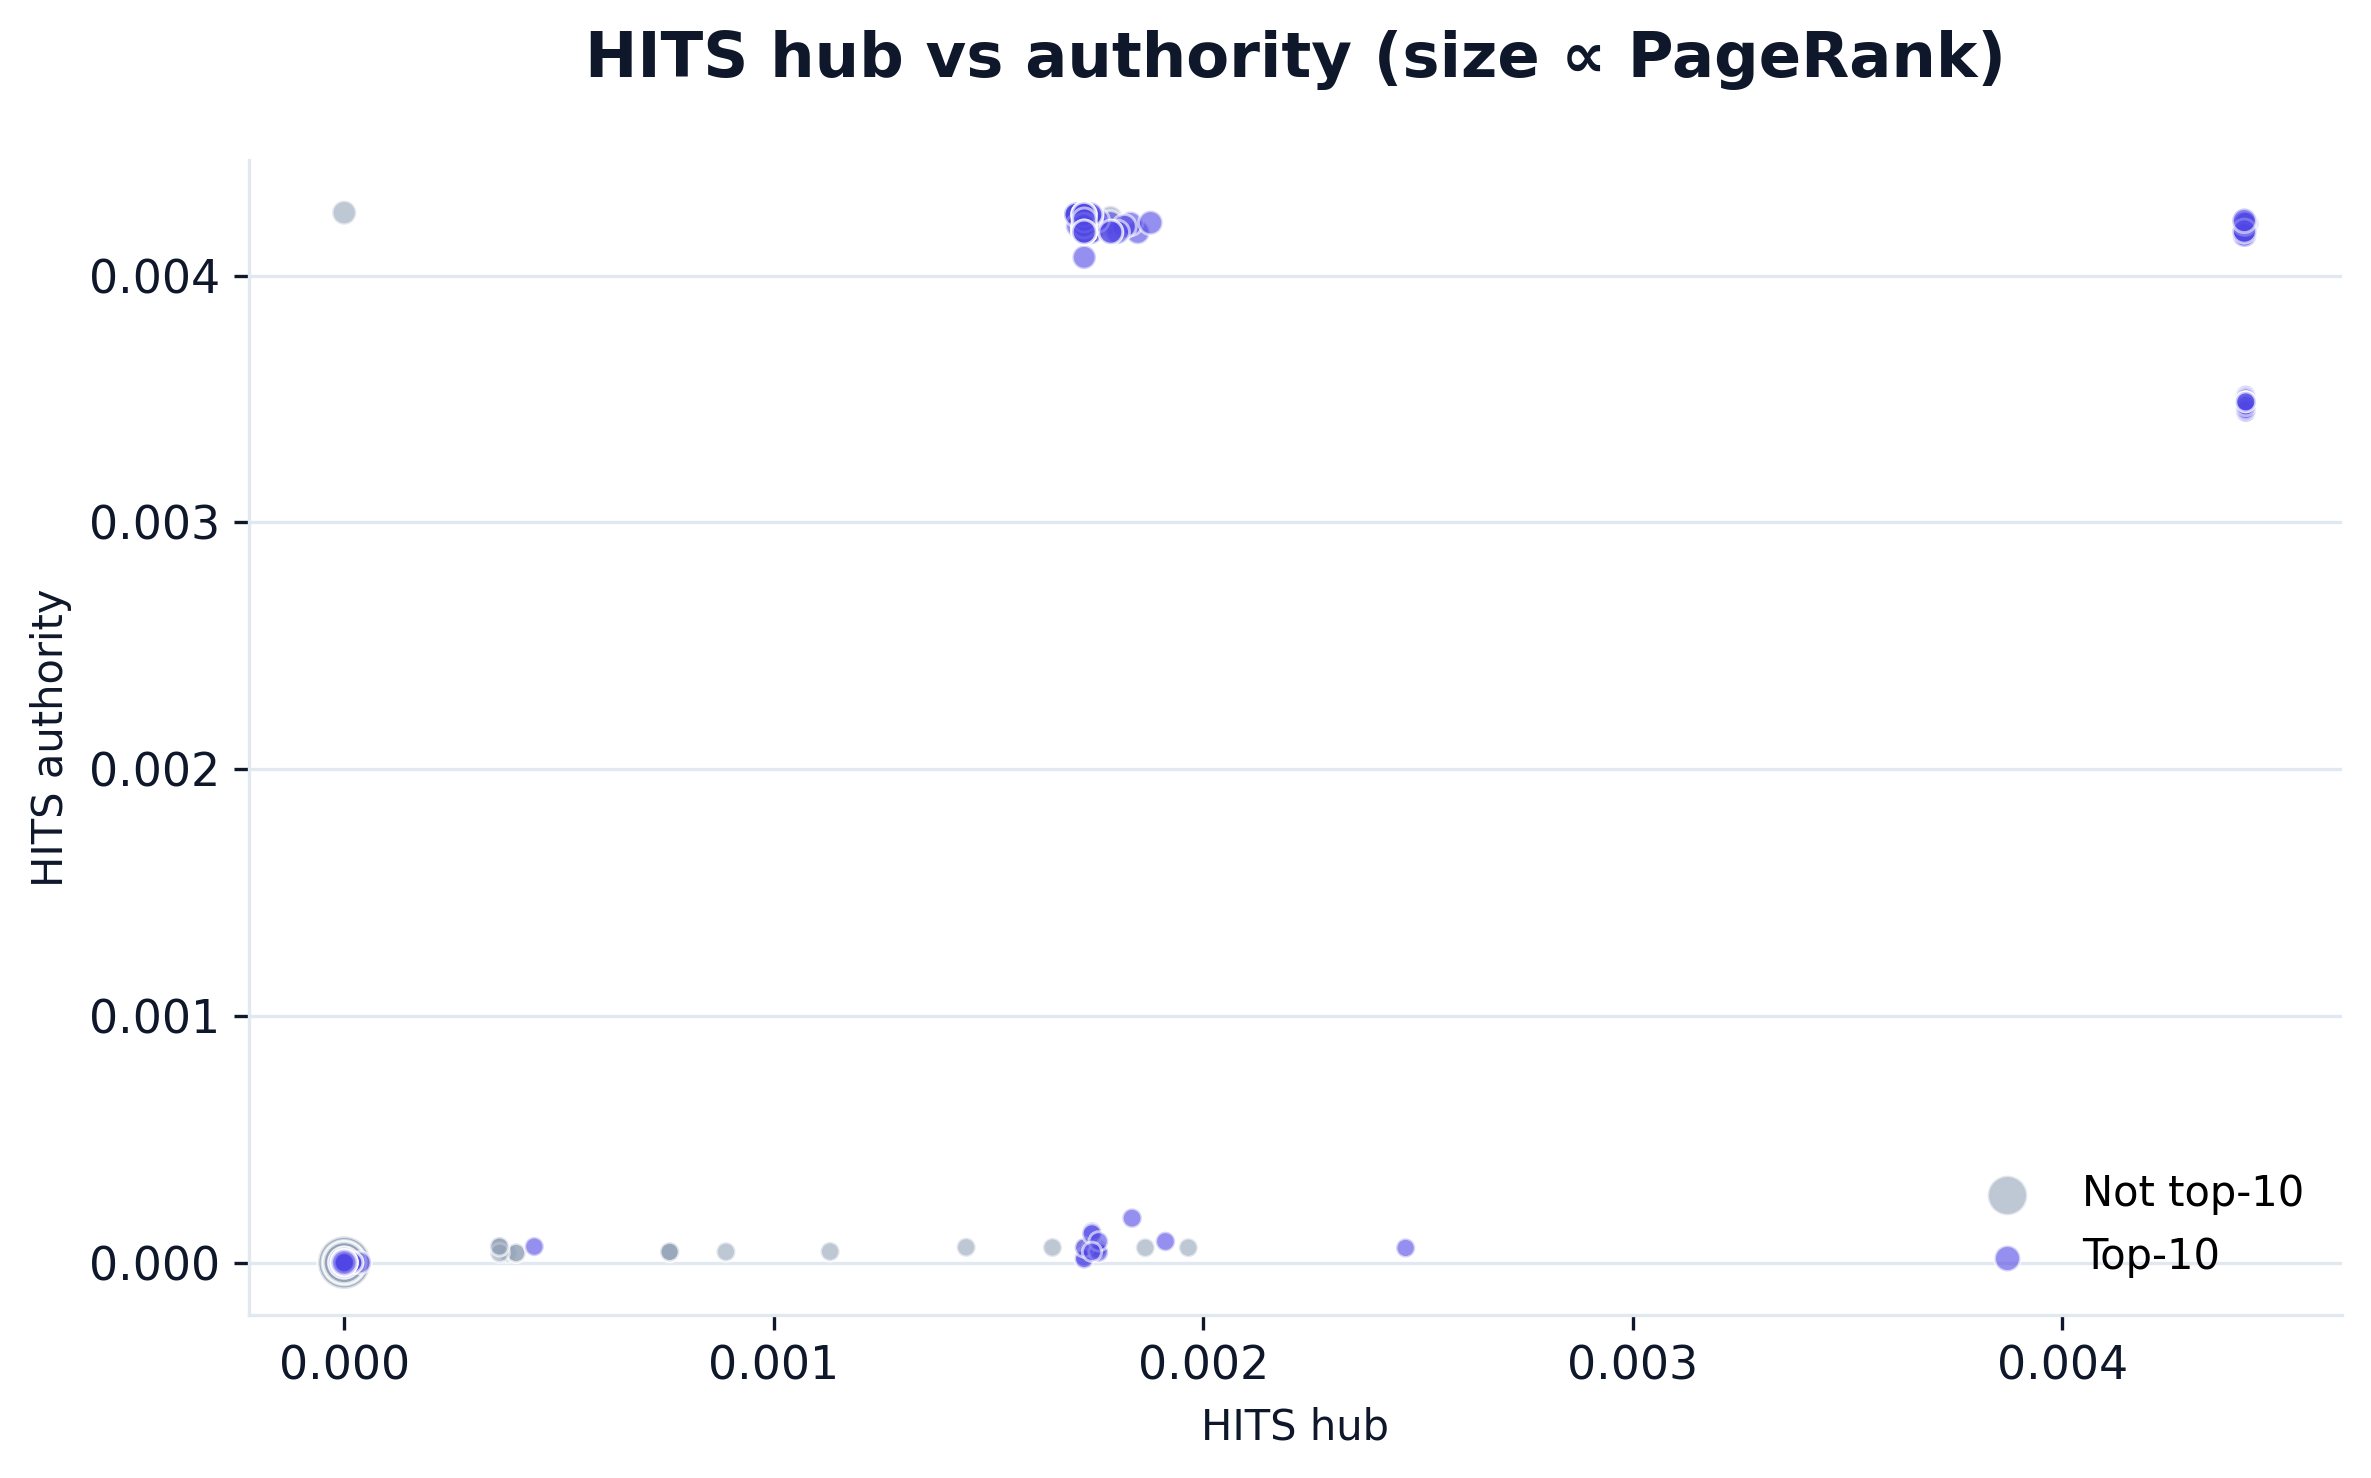 HITS hub vs authority (size ∝ PageRank)
HITS authority
0.004
0.003
0.002
0.001
0.000
Not top-10
Top-10
0.000 0.001 0.002 0.003 0.004
HITS hub